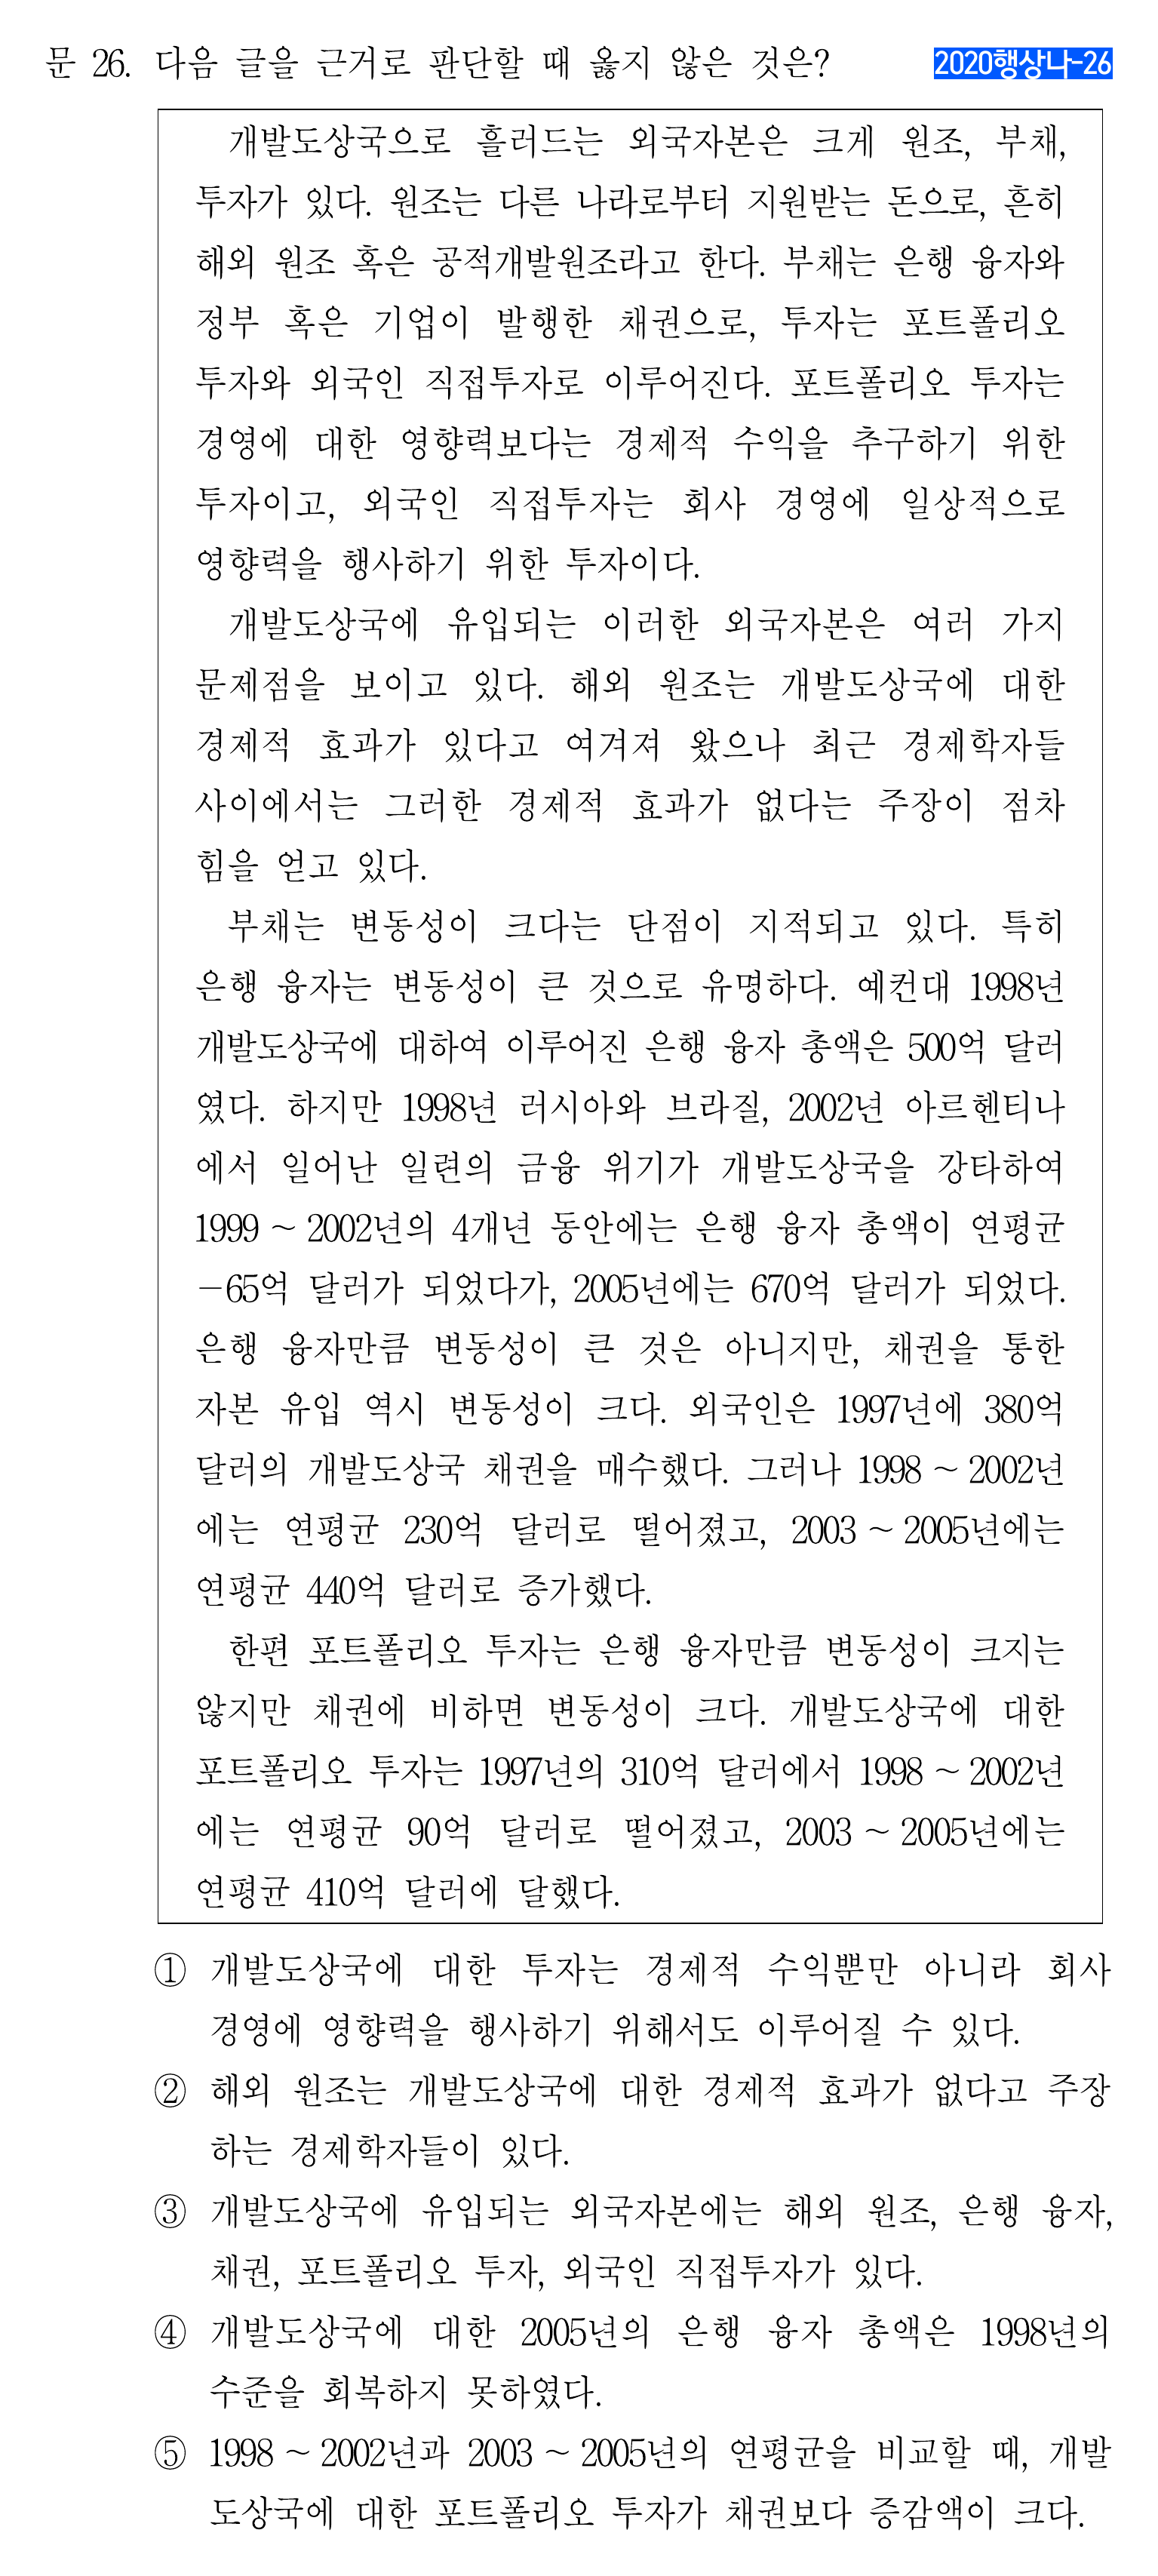 문 26. 다음 글을 근거로 판단할 때 옳지 않은 것은?
2020행상나-26
개발도상국으로 흘러드는 외국자본은 크게 원조, 부채,
투자가 있다. 원조는 다른 나라로부터 지원받는 돈으로, 흔히
해외 원조 혹은 공적개발원조라고 한다. 부채는 은행 융자와
정부 혹은 기업이 발행한 채권으로, 투자는 포트폴리오
투자와 외국인 직접투자로 이루어진다. 포트폴리오 투자는
경영에 대한 영향력보다는 경제적 수익을 추구하기 위한
투자이고, 외국인 직접투자는 회사 경영에 일상적으로
영향력을 행사하기 위한 투자이다.
개발도상국에 유입되는 이러한 외국자본은 여러 가지
문제점을 보이고 있다. 해외 원조는 개발도상국에 대한
경제적 효과가 있다고 여겨져 왔으나 최근 경제학자들
사이에서는 그러한 경제적 효과가 없다는 주장이 점차
힘을 얻고 있다.
부채는 변동성이 크다는 단점이 지적되고 있다. 특히
은행 융자는 변동성이 큰 것으로 유명하다. 예컨대 1998년
개발도상국에 대하여 이루어진 은행 융자 총액은 500억 달러
였다. 하지만 1998년 러시아와 브라질, 2002년 아르헨티나
에서 일어난 일련의 금융 위기가 개발도상국을 강타하여
1999 ~ 2002년의 4개년 동안에는 은행 융자 총액이 연평균
-65억 달러가 되었다가, 2005년에는 670억 달러가 되었다.
은행 융자만큼 변동성이 큰 것은 아니지만, 채권을 통한
자본 유입 역시 변동성이 크다. 외국인은 1997년에 380억
달러의 개발도상국 채권을 매수했다. 그러나 1998 ~ 2002년
에는 연평균 230억 달러로 떨어졌고, 2003 ~ 2005년에는
연평균 440억 달러로 증가했다.
한편 포트폴리오 투자는 은행 융자만큼 변동성이 크지는
않지만 채권에 비하면 변동성이 크다. 개발도상국에 대한
포트폴리오 투자는 1997년의 310억 달러에서 1998 ~ 2002년
에는 연평균 90억 달러로 떨어졌고, 2003 ~ 2005년에는
연평균 410억 달러에 달했다.
① 개발도상국에 대한 투자는 경제적 수익뿐만 아니라 회사
경영에 영향력을 행사하기 위해서도 이루어질 수 있다.
② 해외 원조는 개발도상국에 대한 경제적 효과가 없다고 주장
하는 경제학자들이 있다.
③ 개발도상국에 유입되는 외국자본에는 해외 원조, 은행 융자,
채권, 포트폴리오 투자, 외국인 직접투자가 있다.
④ 개발도상국에 대한 2005년의 은행 융자 총액은 1998년의
수준을 회복하지 못하였다.
⑤ 1998 ~ 2002년과 2003 ~ 2005년의 연평균을 비교할 때, 개발
도상국에 대한 포트폴리오 투자가 채권보다 증감액이 크다.